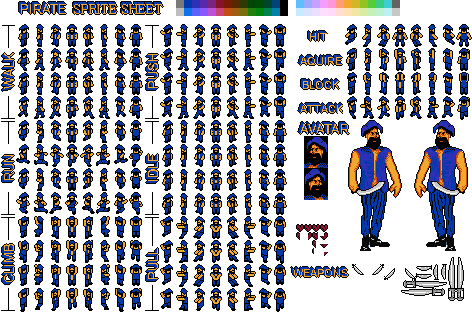 PIRATE SPRITE SHEET
WALK
RUN
CLIMB
PUSH
IDLE
PULL
HIT
AQUIRE
BLOCK
ATTACK
AVATAR
WEAPONS